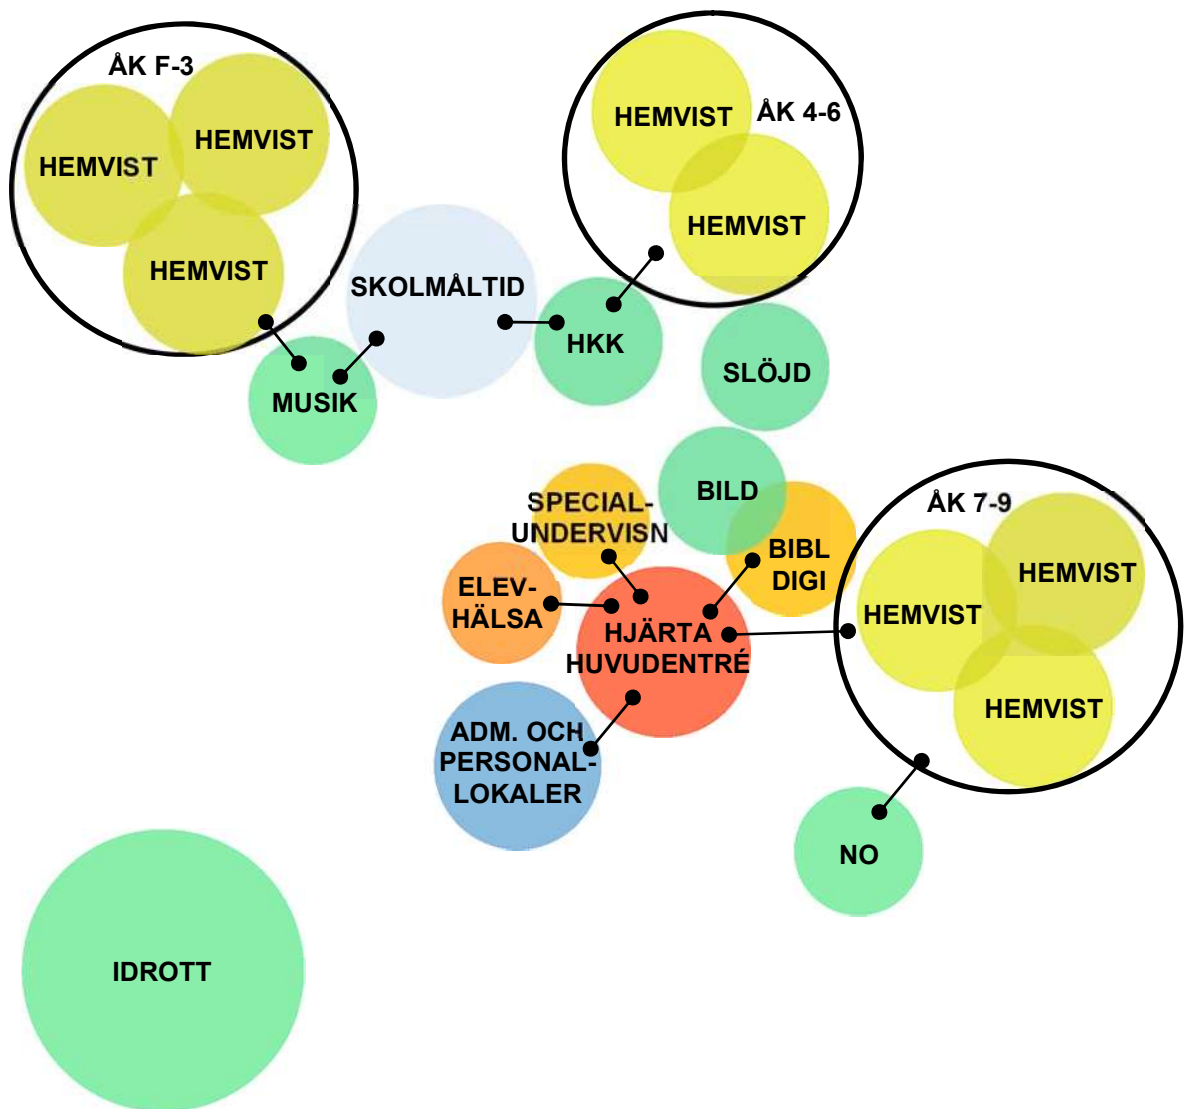 ÅK F-3
HEMVIST
HEMVIST
HEMVIST
ÅK 4-6
HEMVIST
HEMVIST
SKOLMÅLTID
HKK
MUSIK
SLÖJD
SPECIAL-
UNDERVISN
BILD
BIBL
DIGI
ELEV-
HÄLSA
HJÄRTA
HUVUDENTRÉ
ÅK 7-9
HEMVIST
HEMVIST
HEMVIST
ADM. OCH
PERSONAL-
LOKALER
NO
IDROTT